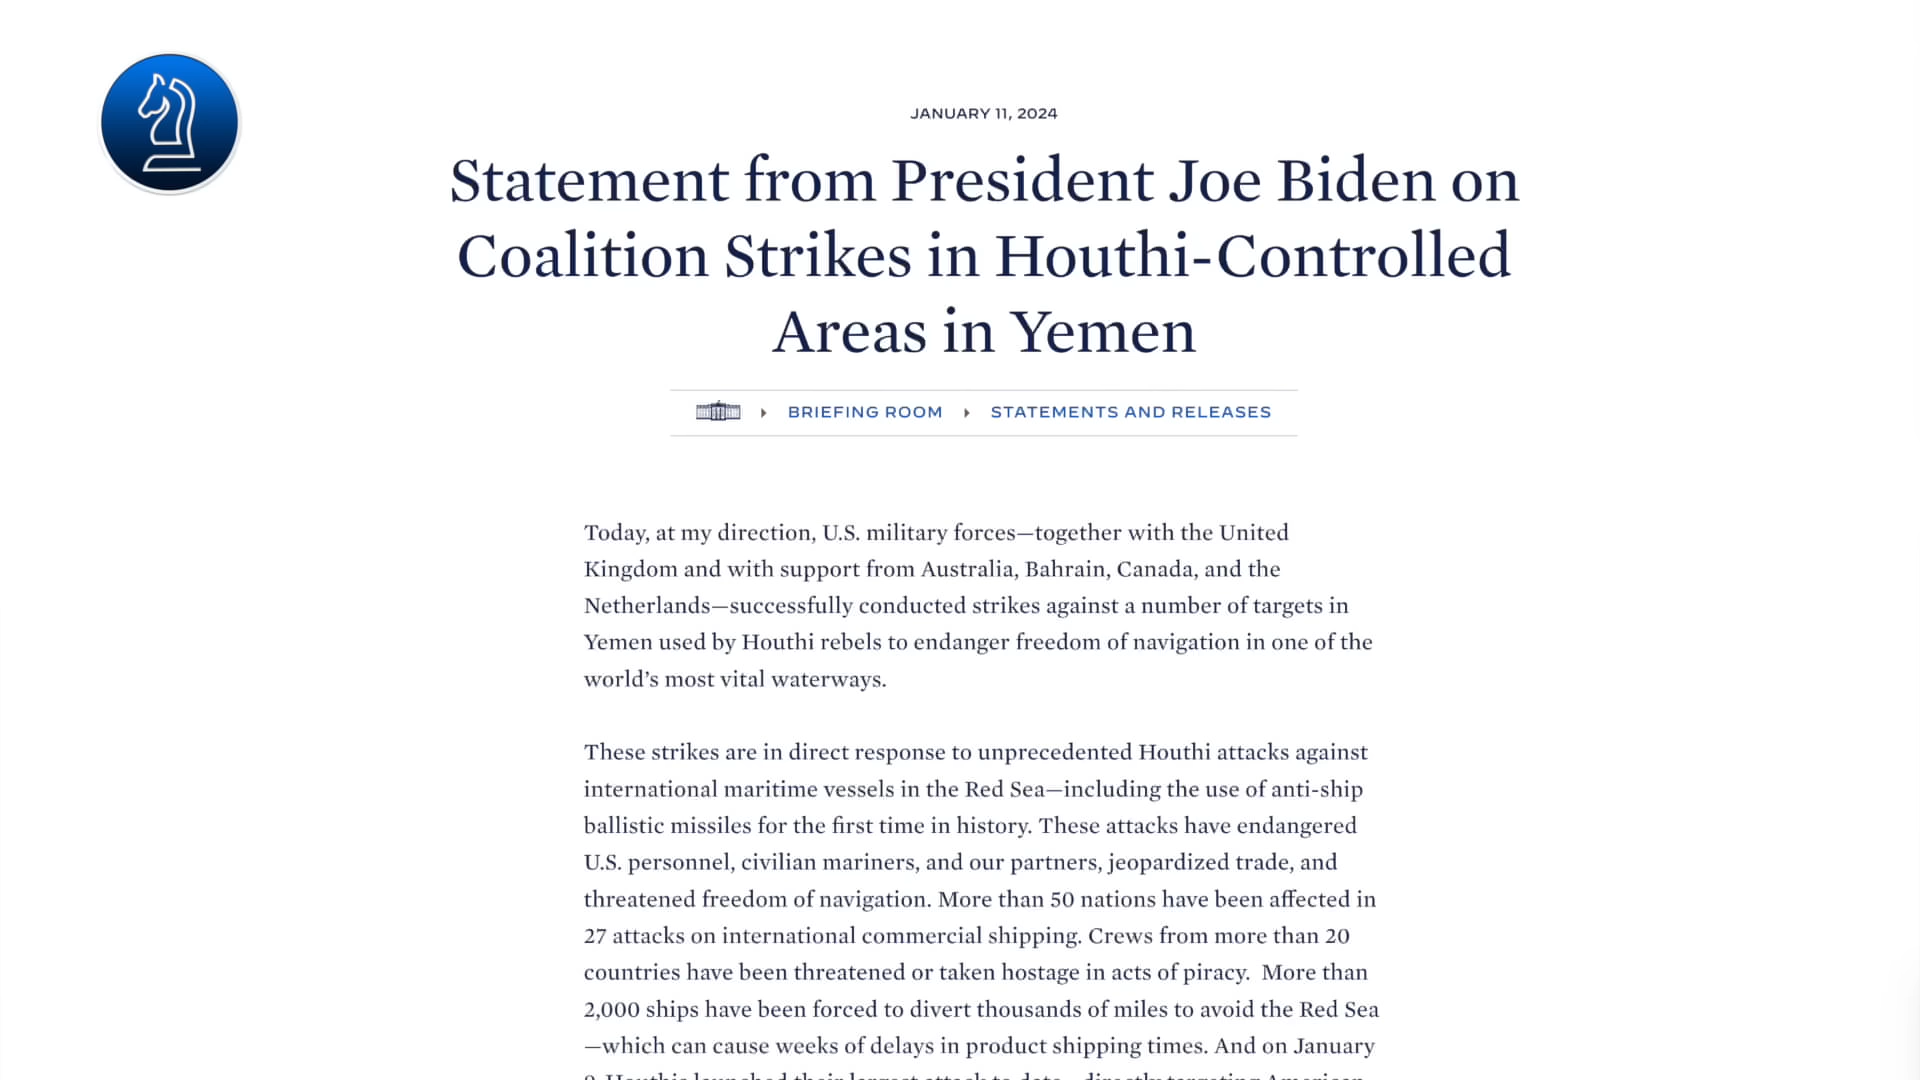 JANUARY 11, 2024
Statement from President Joe Biden on
Coalition Strikes in Houthi-Controlled
Areas in Yemen
BRIEFING ROOM STATEMENTS AND RELEASES
Today, at my direction, U.S. military forces—together with the United
Kingdom and with support from Australia, Bahrain, Canada, and the
Netherlands—successfully conducted strikes against a number of targets in
Yemen used by Houthi rebels to endanger freedom of navigation in one of the
world’s most vital waterways.
These strikes are in direct response to unprecedented Houthi attacks against
international maritime vessels in the Red Sea—including the use of anti-ship
ballistic missiles for the first time in history. These attacks have endangered
U.S. personnel, civilian mariners, and our partners, jeopardized trade, and
threatened freedom of navigation. More than 50 nations have been affected in
27 attacks on international commercial shipping. Crews from more than 20
countries have been threatened or taken hostage in acts of piracy.  More than
2,000 ships have been forced to divert thousands of miles to avoid the Red Sea
—which can cause weeks of delays in product shipping times. And on January